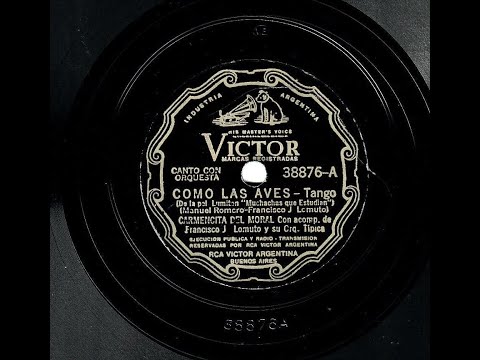 INDUSTRIA ARGENTINA
HIS MASTER'S VOICE
VICTOR
MARCAS REGISTRADAS
CANTO CON
ORQUESTA
38876-A
COMO LAS AVES - Tango
(De la pel. Lumiton "Muchachas que Estudian")
(Manuel Romero-Francisco J. Lomuto)
CARMENCITA DEL MORAL Con acomp. de
Francisco J. Lomuto y su Orq. Típica
EJECUCION PUBLICA Y RADIO - TRANSMISION
RESERVADAS POR RCA VICTOR ARGENTINA
RCA VICTOR ARGENTINA
BUENOS AIRES
38876A